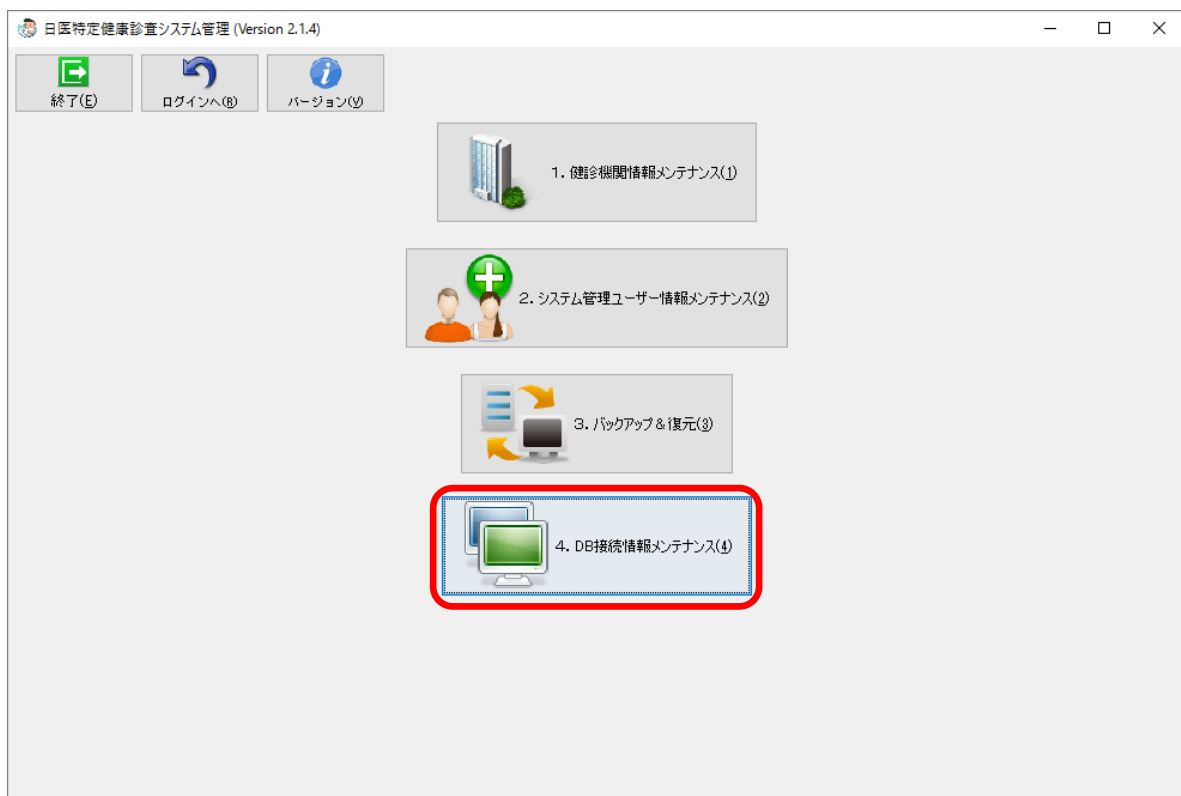 日医特定健康診査システム管理 (Version 2.1.4)
終了(E) ログインへ(R) バージョン(V)
1. 健診機関情報メンテナンス(1)
2. システム管理ユーザー情報メンテナンス(2)
3. バックアップ&復元(3)
4. DB接続情報メンテナンス(4)